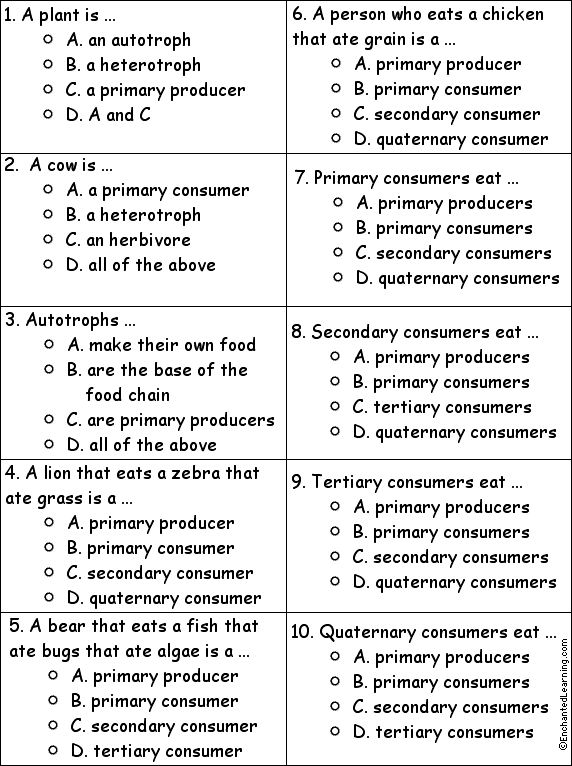 1. A plant is ...
A. an autotroph
B. a heterotroph
C. a primary producer
D. A and C
2. A cow is ...
A. a primary consumer
B. a heterotroph
C. an herbivore
D. all of the above
3. Autotrophs ...
A. make their own food
B. are the base of the
food chain
C. are primary producers
D. all of the above
4. A lion that eats a zebra that
ate grass is a ...
A. primary producer
B. primary consumer
C. secondary consumer
D. quaternary consumer
5. A bear that eats a fish that
ate bugs that ate algae is a ...
A. primary producer
B. primary consumer
C. secondary consumer
D. tertiary consumer
6. A person who eats a chicken
that ate grain is a ...
A. primary producer
B. primary consumer
C. secondary consumer
D. quaternary consumer
7. Primary consumers eat ...
A. primary producers
B. primary consumers
C. secondary consumers
D. quaternary consumers
8. Secondary consumers eat ...
A. primary producers
B. primary consumers
C. tertiary consumers
D. quaternary consumers
9. Tertiary consumers eat ...
A. primary producers
B. primary consumers
C. secondary consumers
D. quaternary consumers
10. Quaternary consumers eat ...
A. primary producers
B. primary consumers
C. secondary consumers
D. tertiary consumers
©EnchantedLearning.com